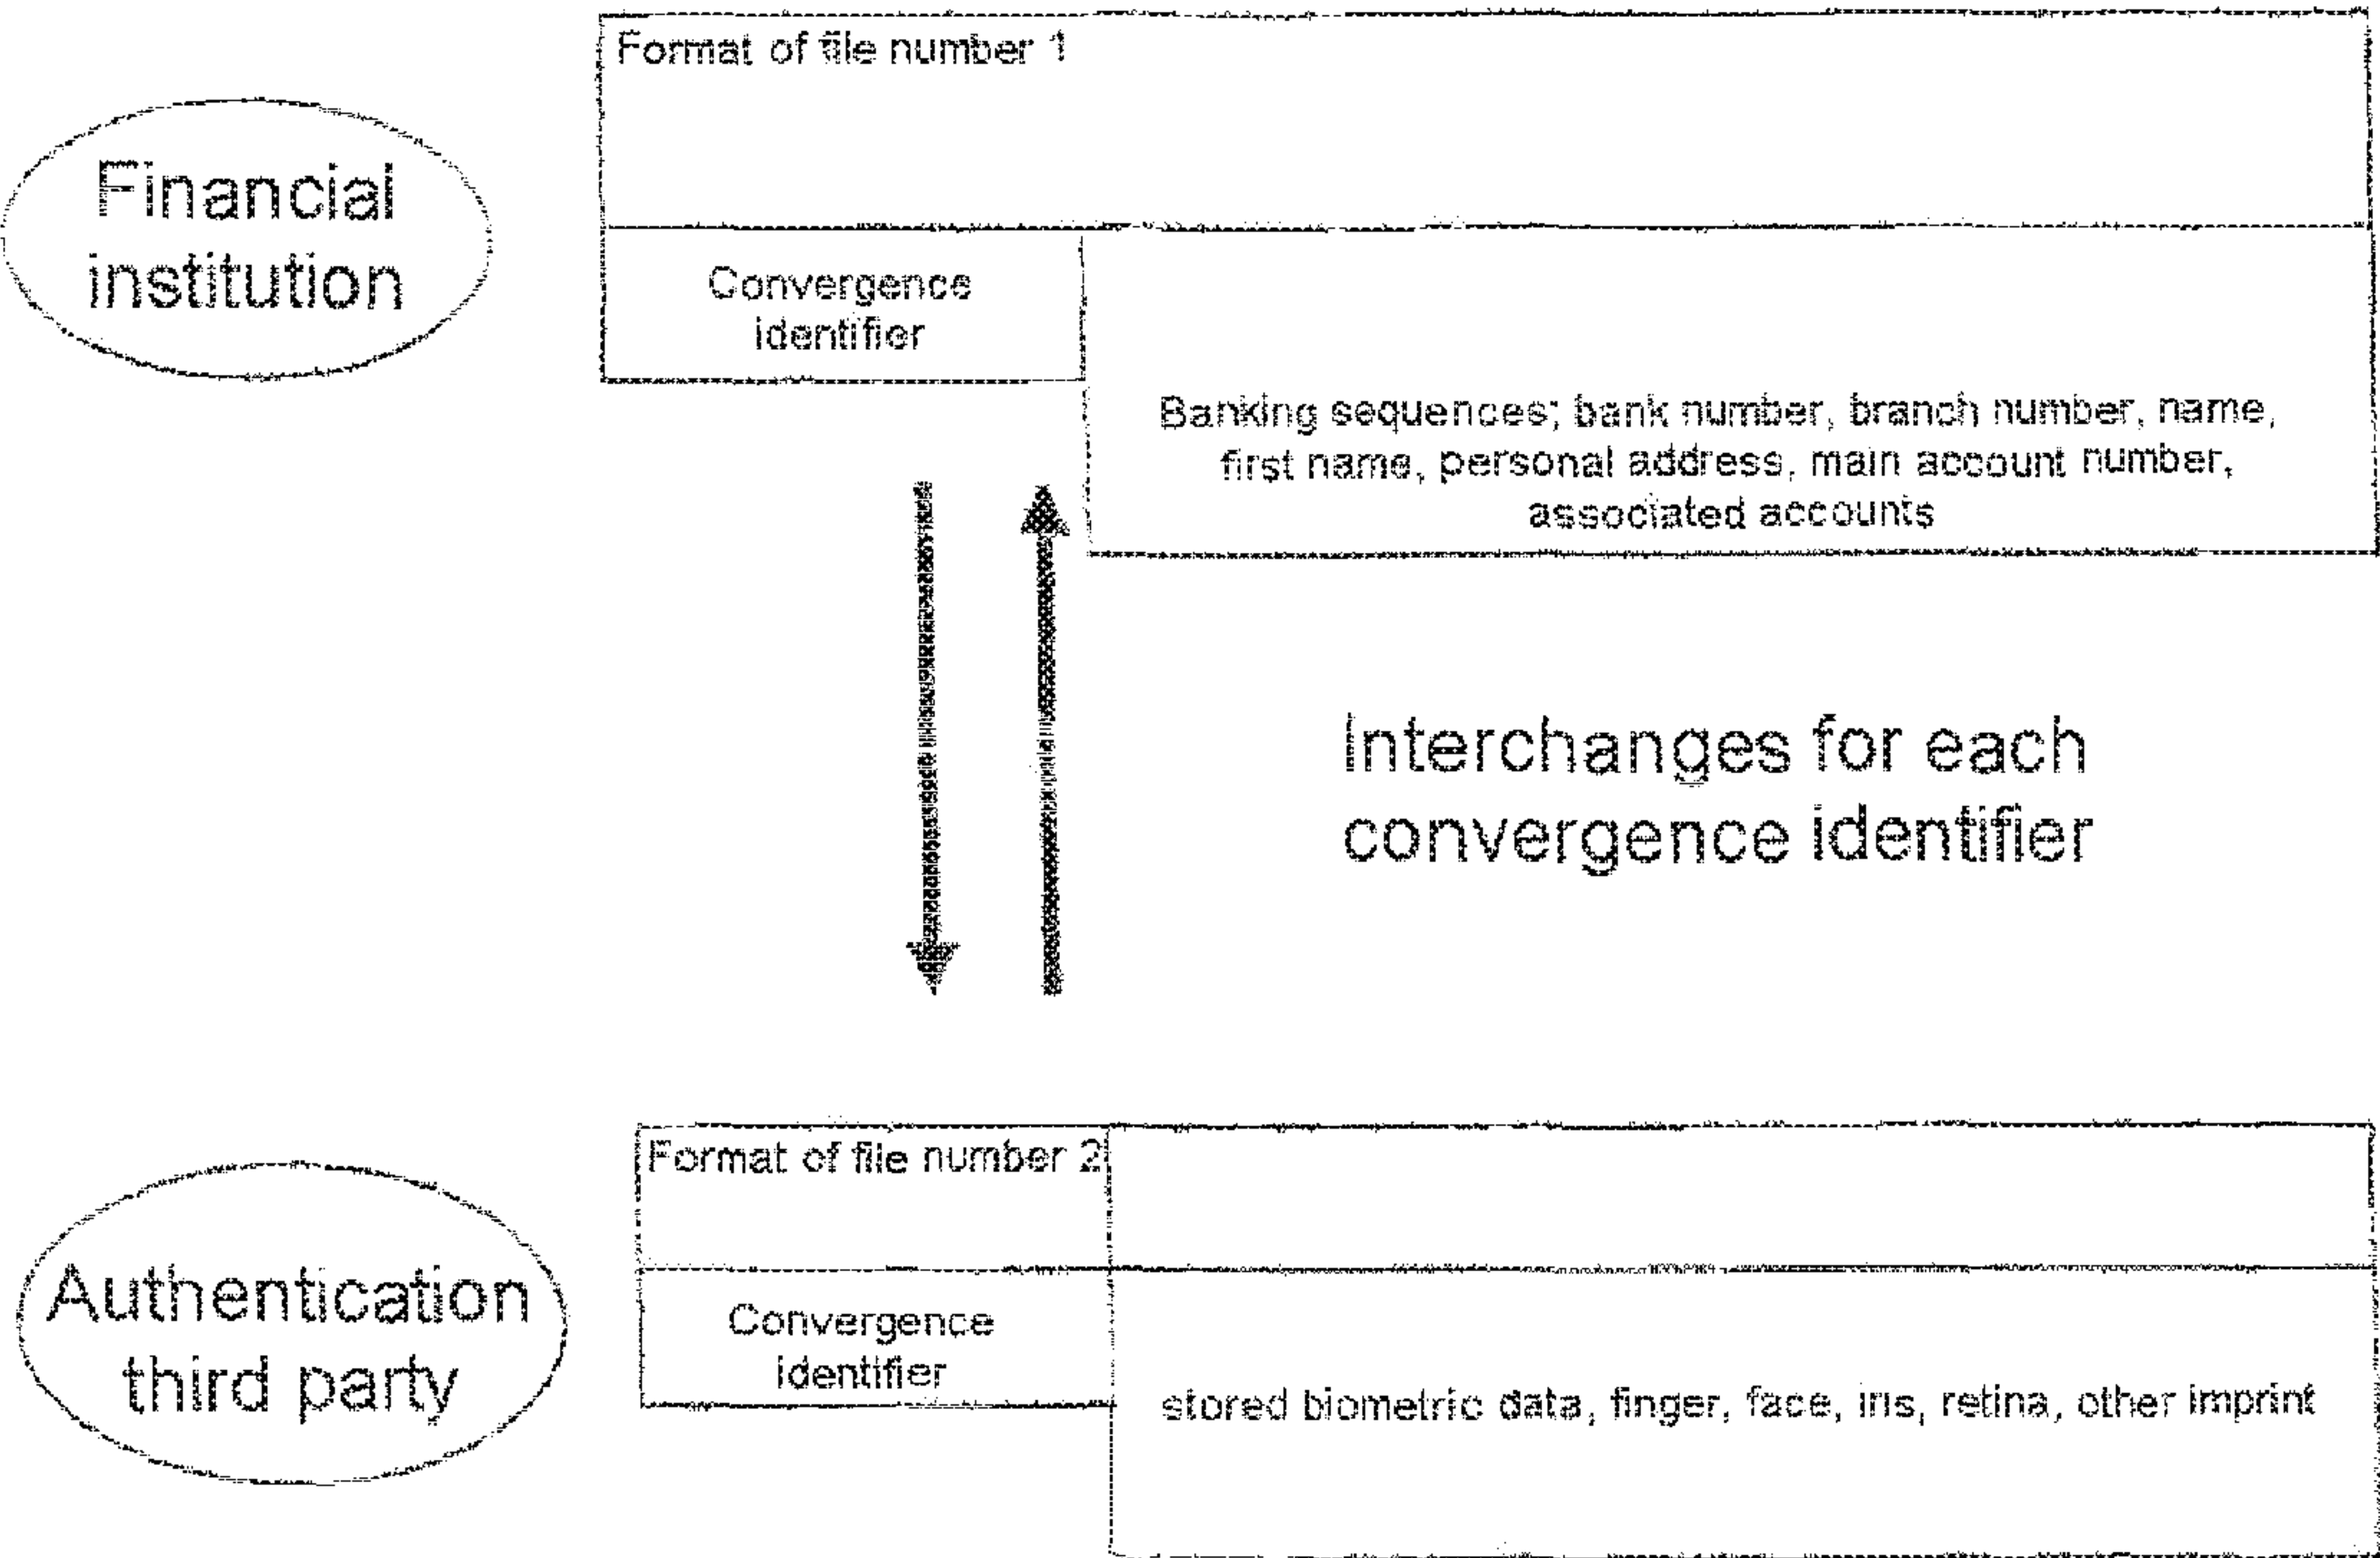 Format of file number 1
Financial
institution
Convergence
identifier
Banking sequences; bank number, branch number, name,
first name, personal address, main account number,
associated accounts
Interchanges for each
convergence identifier
Format of file number 2
Authentication
third party
Convergence
identifier
stored biometric data, finger, face, iris, retina, other imprint